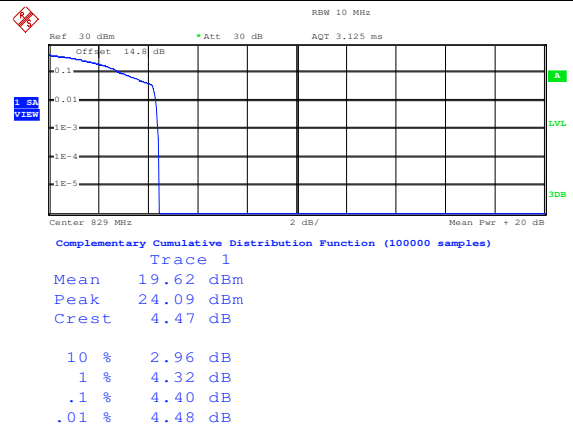 RBW 10 MHz
Ref 30 dBm *Att 30 dB AQT 3.125 ms
Offset 14.8 dB
0.1
A
1 SA
VIEW
0.01
1E-3
LVL
1E-4
1E-5
3DB
Center 829 MHz 2 dB/ Mean Pwr + 20 dB
Complementary Cumulative Distribution Function (100000 samples)
Trace 1
Mean 19.62 dBm
Peak 24.09 dBm
Crest 4.47 dB
10 % 2.96 dB
1 % 4.32 dB
.1 % 4.40 dB
.01 % 4.48 dB